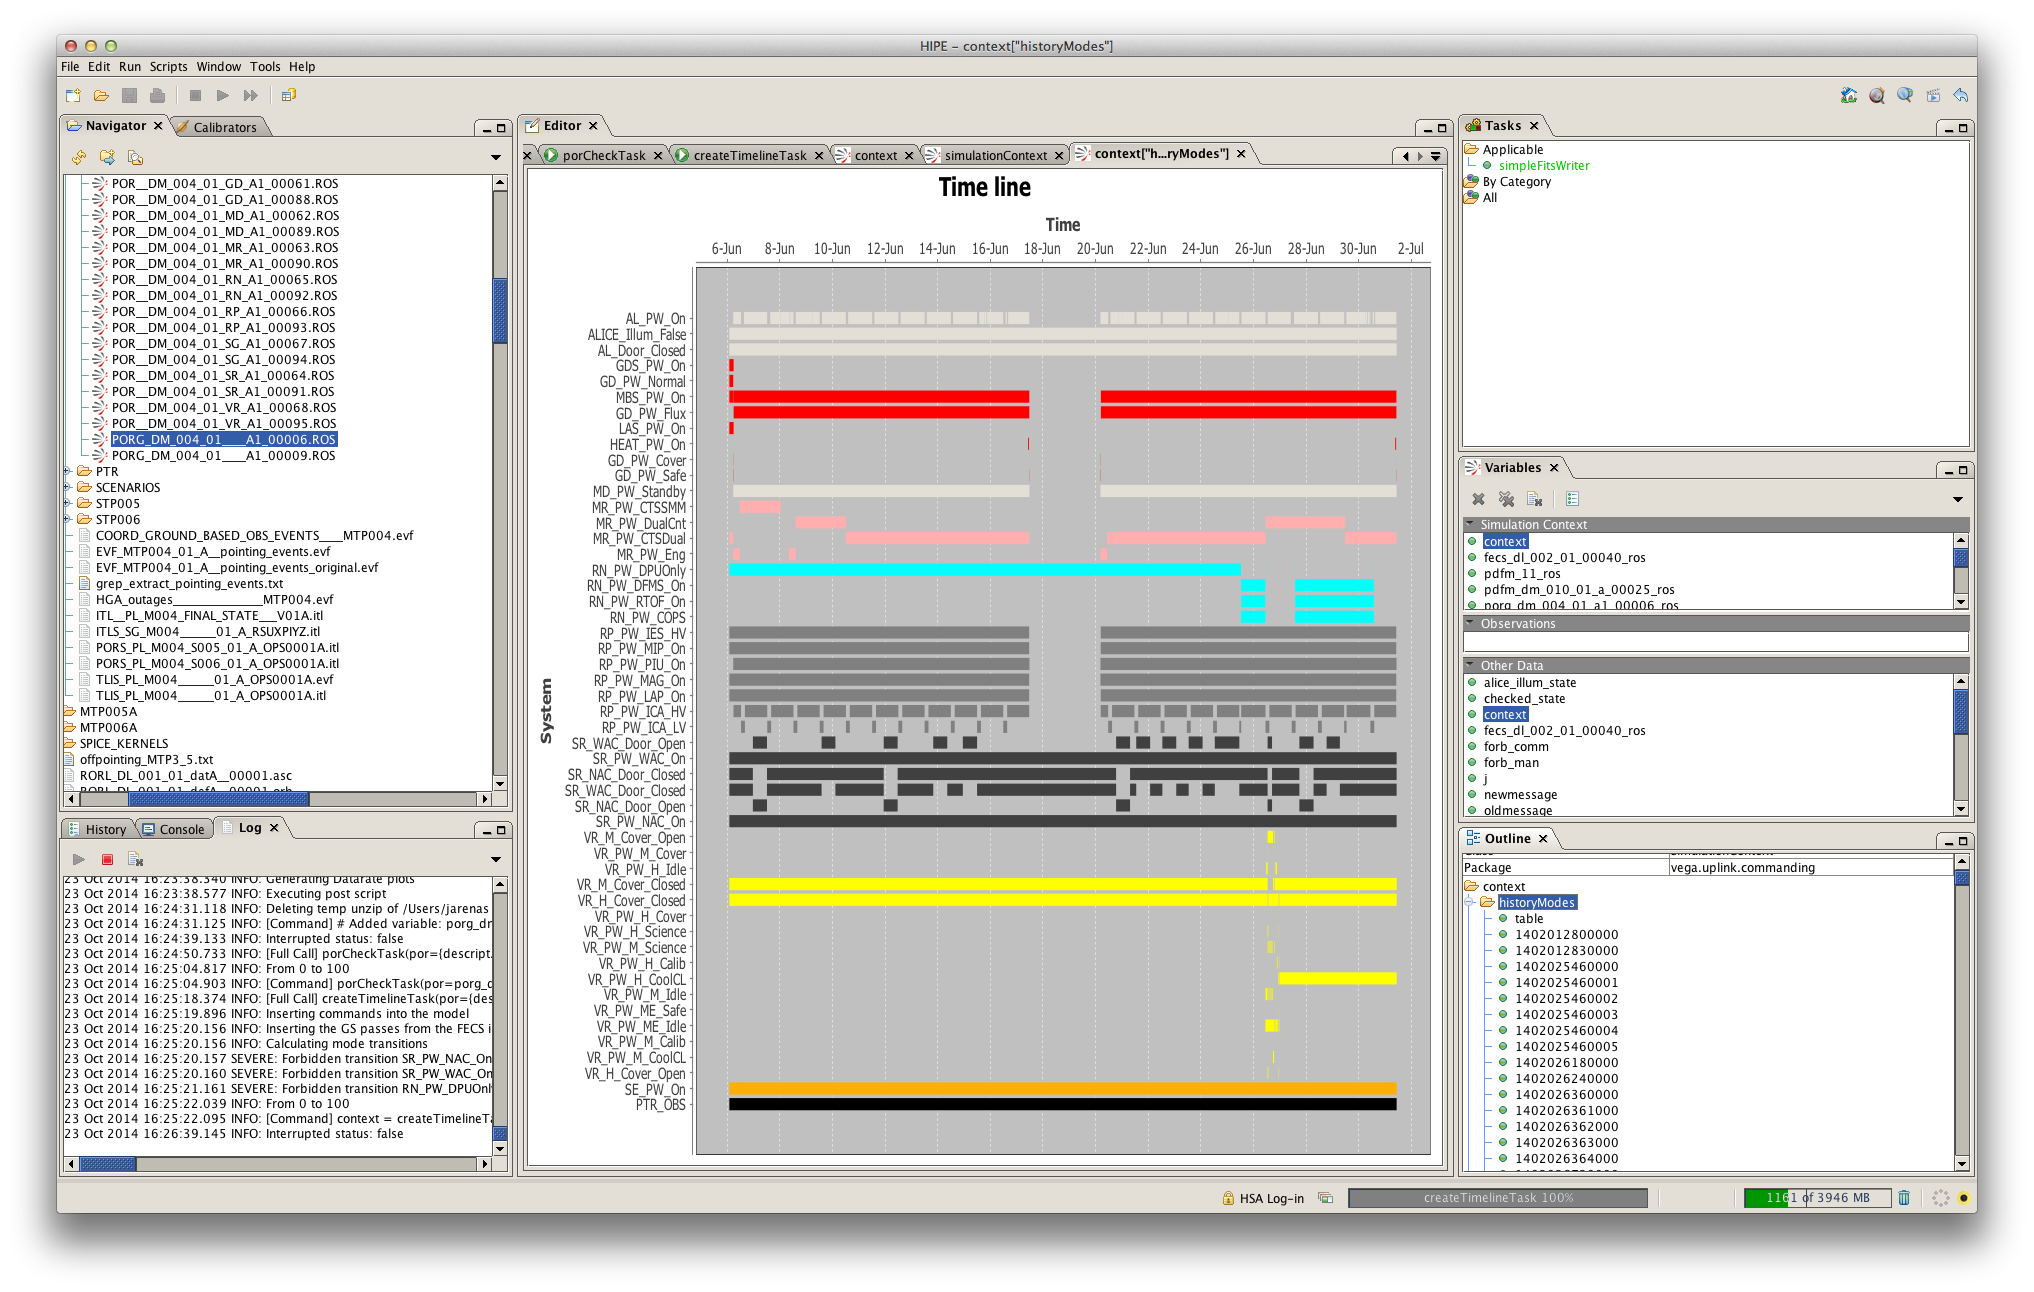 HIPE – context["historyModes"]
File Edit Run Scripts Window Tools Help
Navigator
Calibrators
POR__DM_004_01_GD_A1_00061.ROS
POR__DM_004_01_GD_A1_00088.ROS
POR__DM_004_01_MD_A1_00062.ROS
POR__DM_004_01_MD_A1_00089.ROS
POR__DM_004_01_MR_A1_00063.ROS
POR__DM_004_01_MR_A1_00090.ROS
POR__DM_004_01_RN_A1_00065.ROS
POR__DM_004_01_RN_A1_00092.ROS
POR__DM_004_01_RP_A1_00066.ROS
POR__DM_004_01_RP_A1_00093.ROS
POR__DM_004_01_SG_A1_00067.ROS
POR__DM_004_01_SG_A1_00094.ROS
POR__DM_004_01_SR_A1_00064.ROS
POR__DM_004_01_SR_A1_00091.ROS
POR__DM_004_01_VR_A1_00068.ROS
POR__DM_004_01_VR_A1_00095.ROS
PORG_DM_004_01____A1_00006.ROS
PORG_DM_004_01____A1_00009.ROS
PTR
SCENARIOS
STP005
STP006
COORD_GROUND_BASED_OBS_EVENTS____MTP004.evf
EVF_MTP004_01_A__pointing_events.evf
EVF_MTP004_01_A__pointing_events_original.evf
grep_extract_pointing_events.txt
HGA_outages________________MTP004.evf
ITL__PL_M004_FINAL_STATE___V01A.itl
ITLS_SG_M004______01_A_RSUXPIYZ.itl
PORS_PL_M004_S005_01_A_OPS0001A.itl
PORS_PL_M004_S006_01_A_OPS0001A.itl
TLIS_PL_M004______01_A_OPS0001A.evf
TLIS_PL_M004______01_A_OPS0001A.itl
MTP005A
MTP006A
SPICE_KERNELS
offpointing_MTP3_5.txt
RORL_DL_001_01_datA__00001.asc
History
Console
Log
23 Oct 2014 16:23:38.340 INFO: Generating Datarate plots
23 Oct 2014 16:23:38.577 INFO: Executing post script
23 Oct 2014 16:24:31.118 INFO: Deleting temp unzip of /Users/jarenas
23 Oct 2014 16:24:31.125 INFO: [Command] # Added variable: porg_dr
23 Oct 2014 16:24:39.133 INFO: Interrupted status: false
23 Oct 2014 16:24:50.733 INFO: [Full Call] porCheckTask(por={descript.
23 Oct 2014 16:25:04.817 INFO: From 0 to 100
23 Oct 2014 16:25:04.903 INFO: [Command] porCheckTask(por=porg_d
23 Oct 2014 16:25:18.374 INFO: [Full Call] createTimelineTask(por={des
23 Oct 2014 16:25:19.896 INFO: Inserting commands into the model
23 Oct 2014 16:25:20.156 INFO: Inserting the GS passes from the FECS i
23 Oct 2014 16:25:20.156 INFO: Calculating mode transitions
23 Oct 2014 16:25:20.157 SEVERE: Forbidden transition SR_PW_NAC_On
23 Oct 2014 16:25:20.160 SEVERE: Forbidden transition SR_PW_WAC_On
23 Oct 2014 16:25:21.161 SEVERE: Forbidden transition RN_PW_DPUOnl
23 Oct 2014 16:25:22.039 INFO: From 0 to 100
23 Oct 2014 16:25:22.095 INFO: [Command] context = createTimelineT
23 Oct 2014 16:26:39.145 INFO: Interrupted status: false
Editor
porCheckTask
createTimelineTask
context
simulationContext
context["h...ryModes"]
Time line
Time
6-Jun 8-Jun 10-Jun 12-Jun 14-Jun 16-Jun 18-Jun 20-Jun 22-Jun 24-Jun 26-Jun 28-Jun 30-Jun 2-Jul
System
AL_PW_On
ALICE_Illum_False
AL_Door_Closed
GDS_PW_On
GD_PW_Normal
MBS_PW_On
GD_PW_Flux
LAS_PW_On
HEAT_PW_On
GD_PW_Cover
GD_PW_Safe
MD_PW_Standby
MR_PW_CTSSMM
MR_PW_DualCnt
MR_PW_CTSDual
MR_PW_Eng
RN_PW_DPUOnly
RN_PW_DFMS_On
RN_PW_RTOF_On
RN_PW_COPS
RP_PW_IES_HV
RP_PW_MIP_On
RP_PW_PIU_On
RP_PW_MAG_On
RP_PW_LAP_On
RP_PW_ICA_HV
RP_PW_ICA_LV
SR_WAC_Door_Open
SR_PW_WAC_On
SR_NAC_Door_Closed
SR_WAC_Door_Closed
SR_NAC_Door_Open
SR_PW_NAC_On
VR_M_Cover_Open
VR_PW_M_Cover
VR_PW_H_Idle
VR_M_Cover_Closed
VR_H_Cover_Closed
VR_PW_H_Cover
VR_PW_H_Science
VR_PW_M_Science
VR_PW_H_Calib
VR_PW_H_CoolCL
VR_PW_M_Idle
VR_PW_ME_Safe
VR_PW_ME_Idle
VR_PW_M_Calib
VR_PW_M_CoolCL
VR_H_Cover_Open
SE_PW_On
PTR_OBS
Tasks
Applicable
simpleFitsWriter
By Category
All
Variables
Simulation Context
context
fecs_dl_002_01_00040_ros
pdfm_11_ros
pdfm_dm_010_01_a_00025_ros
porg_dm_004_01_a1_00006_ros
Observations
Other Data
alice_illum_state
checked_state
context
fecs_dl_002_01_00040_ros
forb_comm
forb_man
j
newmessage
oldmessage
Outline
Package vega.uplink.commanding
context
historyModes
table
1402012800000
1402012830000
1402025460000
1402025460001
1402025460002
1402025460003
1402025460004
1402025460005
1402026180000
1402026240000
1402026360000
1402026361000
1402026362000
1402026363000
1402026364000
HSA Log-in
createTimelineTask 100%
1161 of 3946 MB